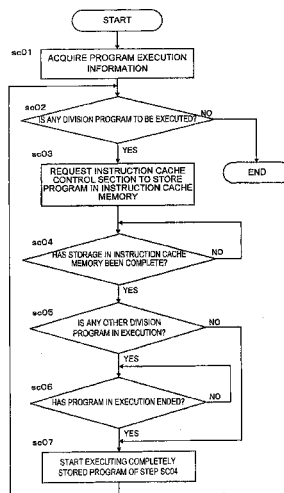 START
sc01
ACQUIRE PROGRAM EXECUTION
INFORMATION
sc02
IS ANY DIVISION PROGRAM TO BE EXECUTED?
NO
YES
sc03
REQUEST INSTRUCTION CACHE
CONTROL SECTION TO STORE
PROGRAM IN INSTRUCTION CACHE
MEMORY
END
sc04
HAS STORAGE IN INSTRUCTION CACHE
MEMORY BEEN COMPLETE?
NO
YES
sc05
IS ANY OTHER DIVISION
PROGRAM IN EXECUTION?
NO
YES
sc06
HAS PROGRAM IN EXECUTION ENDED?
NO
YES
sc07
START EXECUTING COMPLETELY
STORED PROGRAM OF STEP SC04